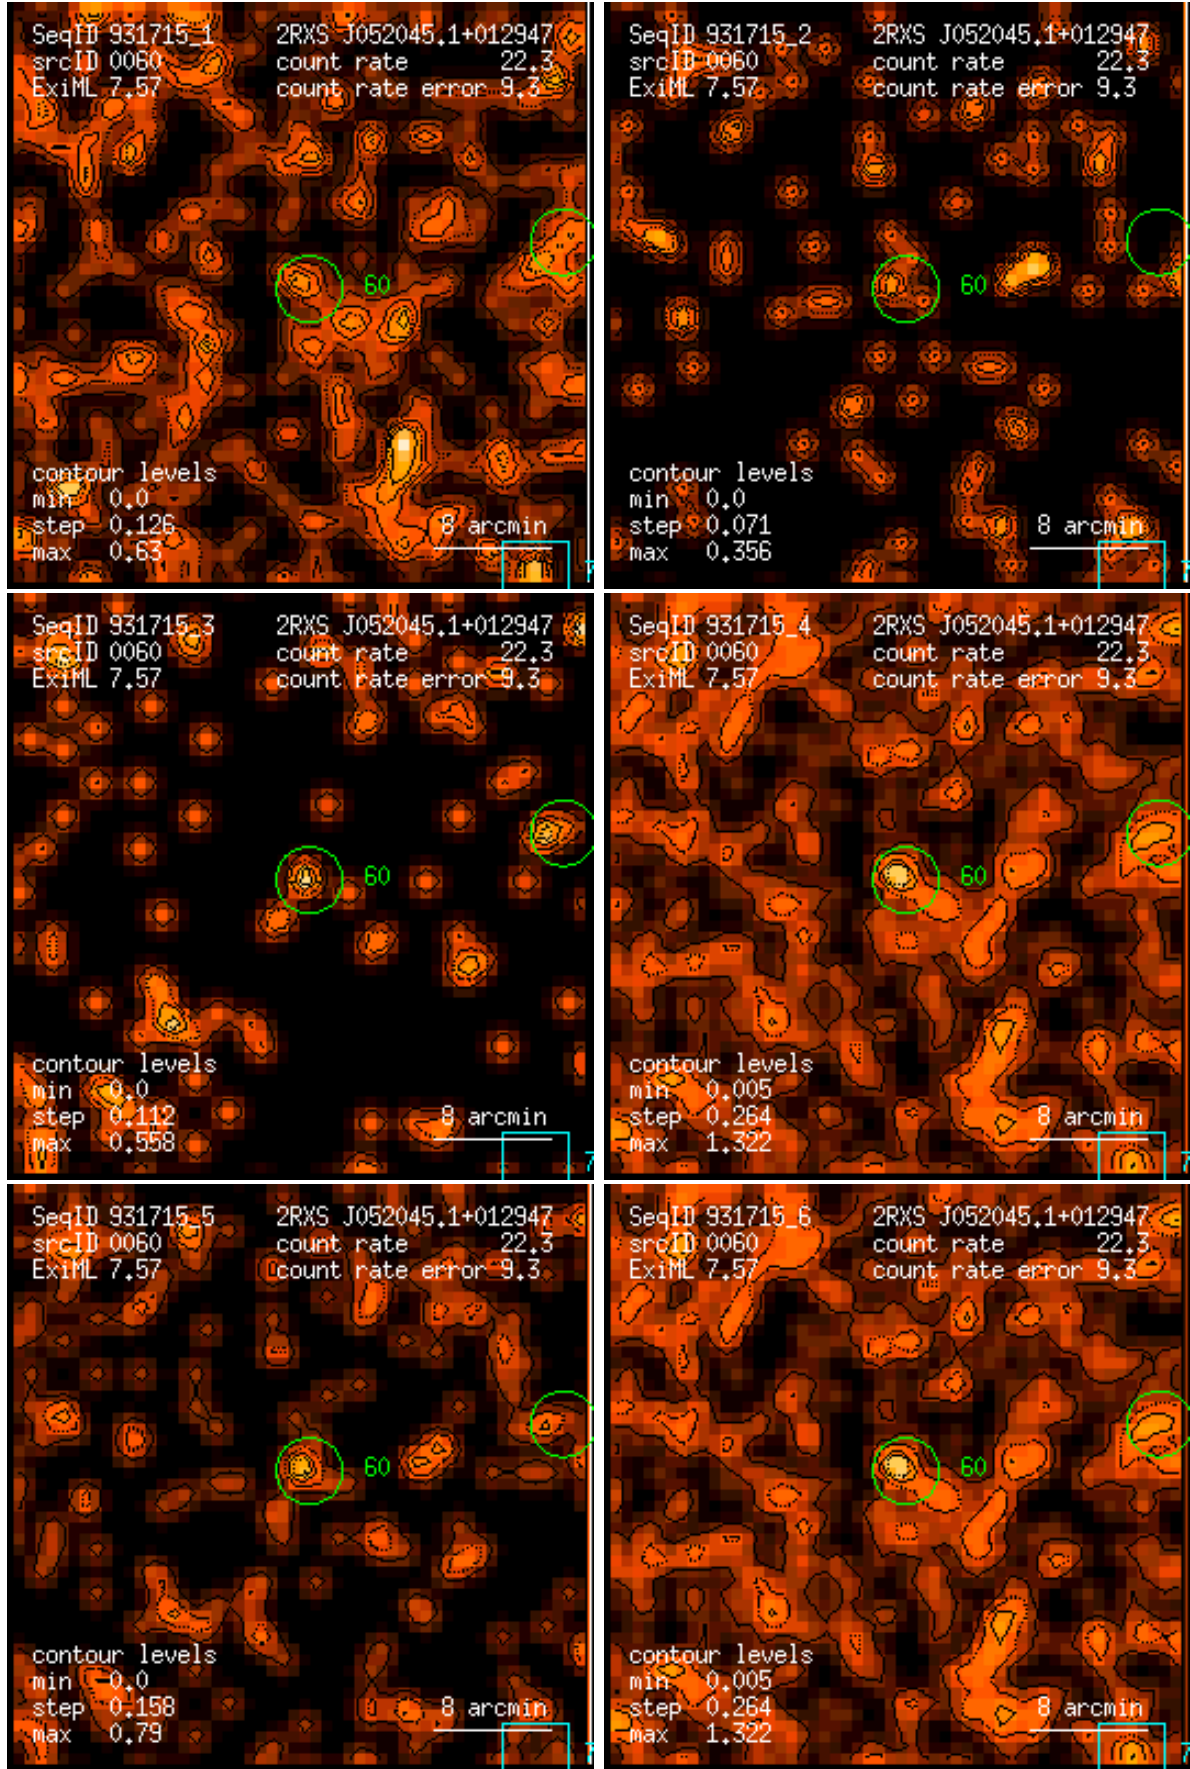 SeqID 931715_1 2RXS J052045.1+012947
srcID 0060 count rate 22.3
ExiML 7.57 count rate error 9.3
60
contour levels
min 0.0
step 0.126
max 0.63
8 arcmin
SeqID 931715_2 2RXS J052045.1+012947
srcID 0060 count rate 22.3
ExiML 7.57 count rate error 9.3
60
contour levels
min 0.0
step 0.071
max 0.356
8 arcmin
SeqID 931715_3 2RXS J052045.1+012947
srcID 0060 count rate 22.3
ExiML 7.57 count rate error 9.3
60
contour levels
min 0.0
step 0.112
max 0.558
8 arcmin
SeqID 931715_4 2RXS J052045.1+012947
srcID 0060 count rate 22.3
ExiML 7.57 count rate error 9.3
60
contour levels
min 0.005
step 0.264
max 1.322
8 arcmin
SeqID 931715_5 2RXS J052045.1+012947
srcID 0060 count rate 22.3
ExiML 7.57 count rate error 9.3
60
contour levels
min 0.0
step 0.158
max 0.79
8 arcmin
SeqID 931715_6 2RXS J052045.1+012947
srcID 0060 count rate 22.3
ExiML 7.57 count rate error 9.3
60
contour levels
min 0.005
step 0.264
max 1.322
8 arcmin